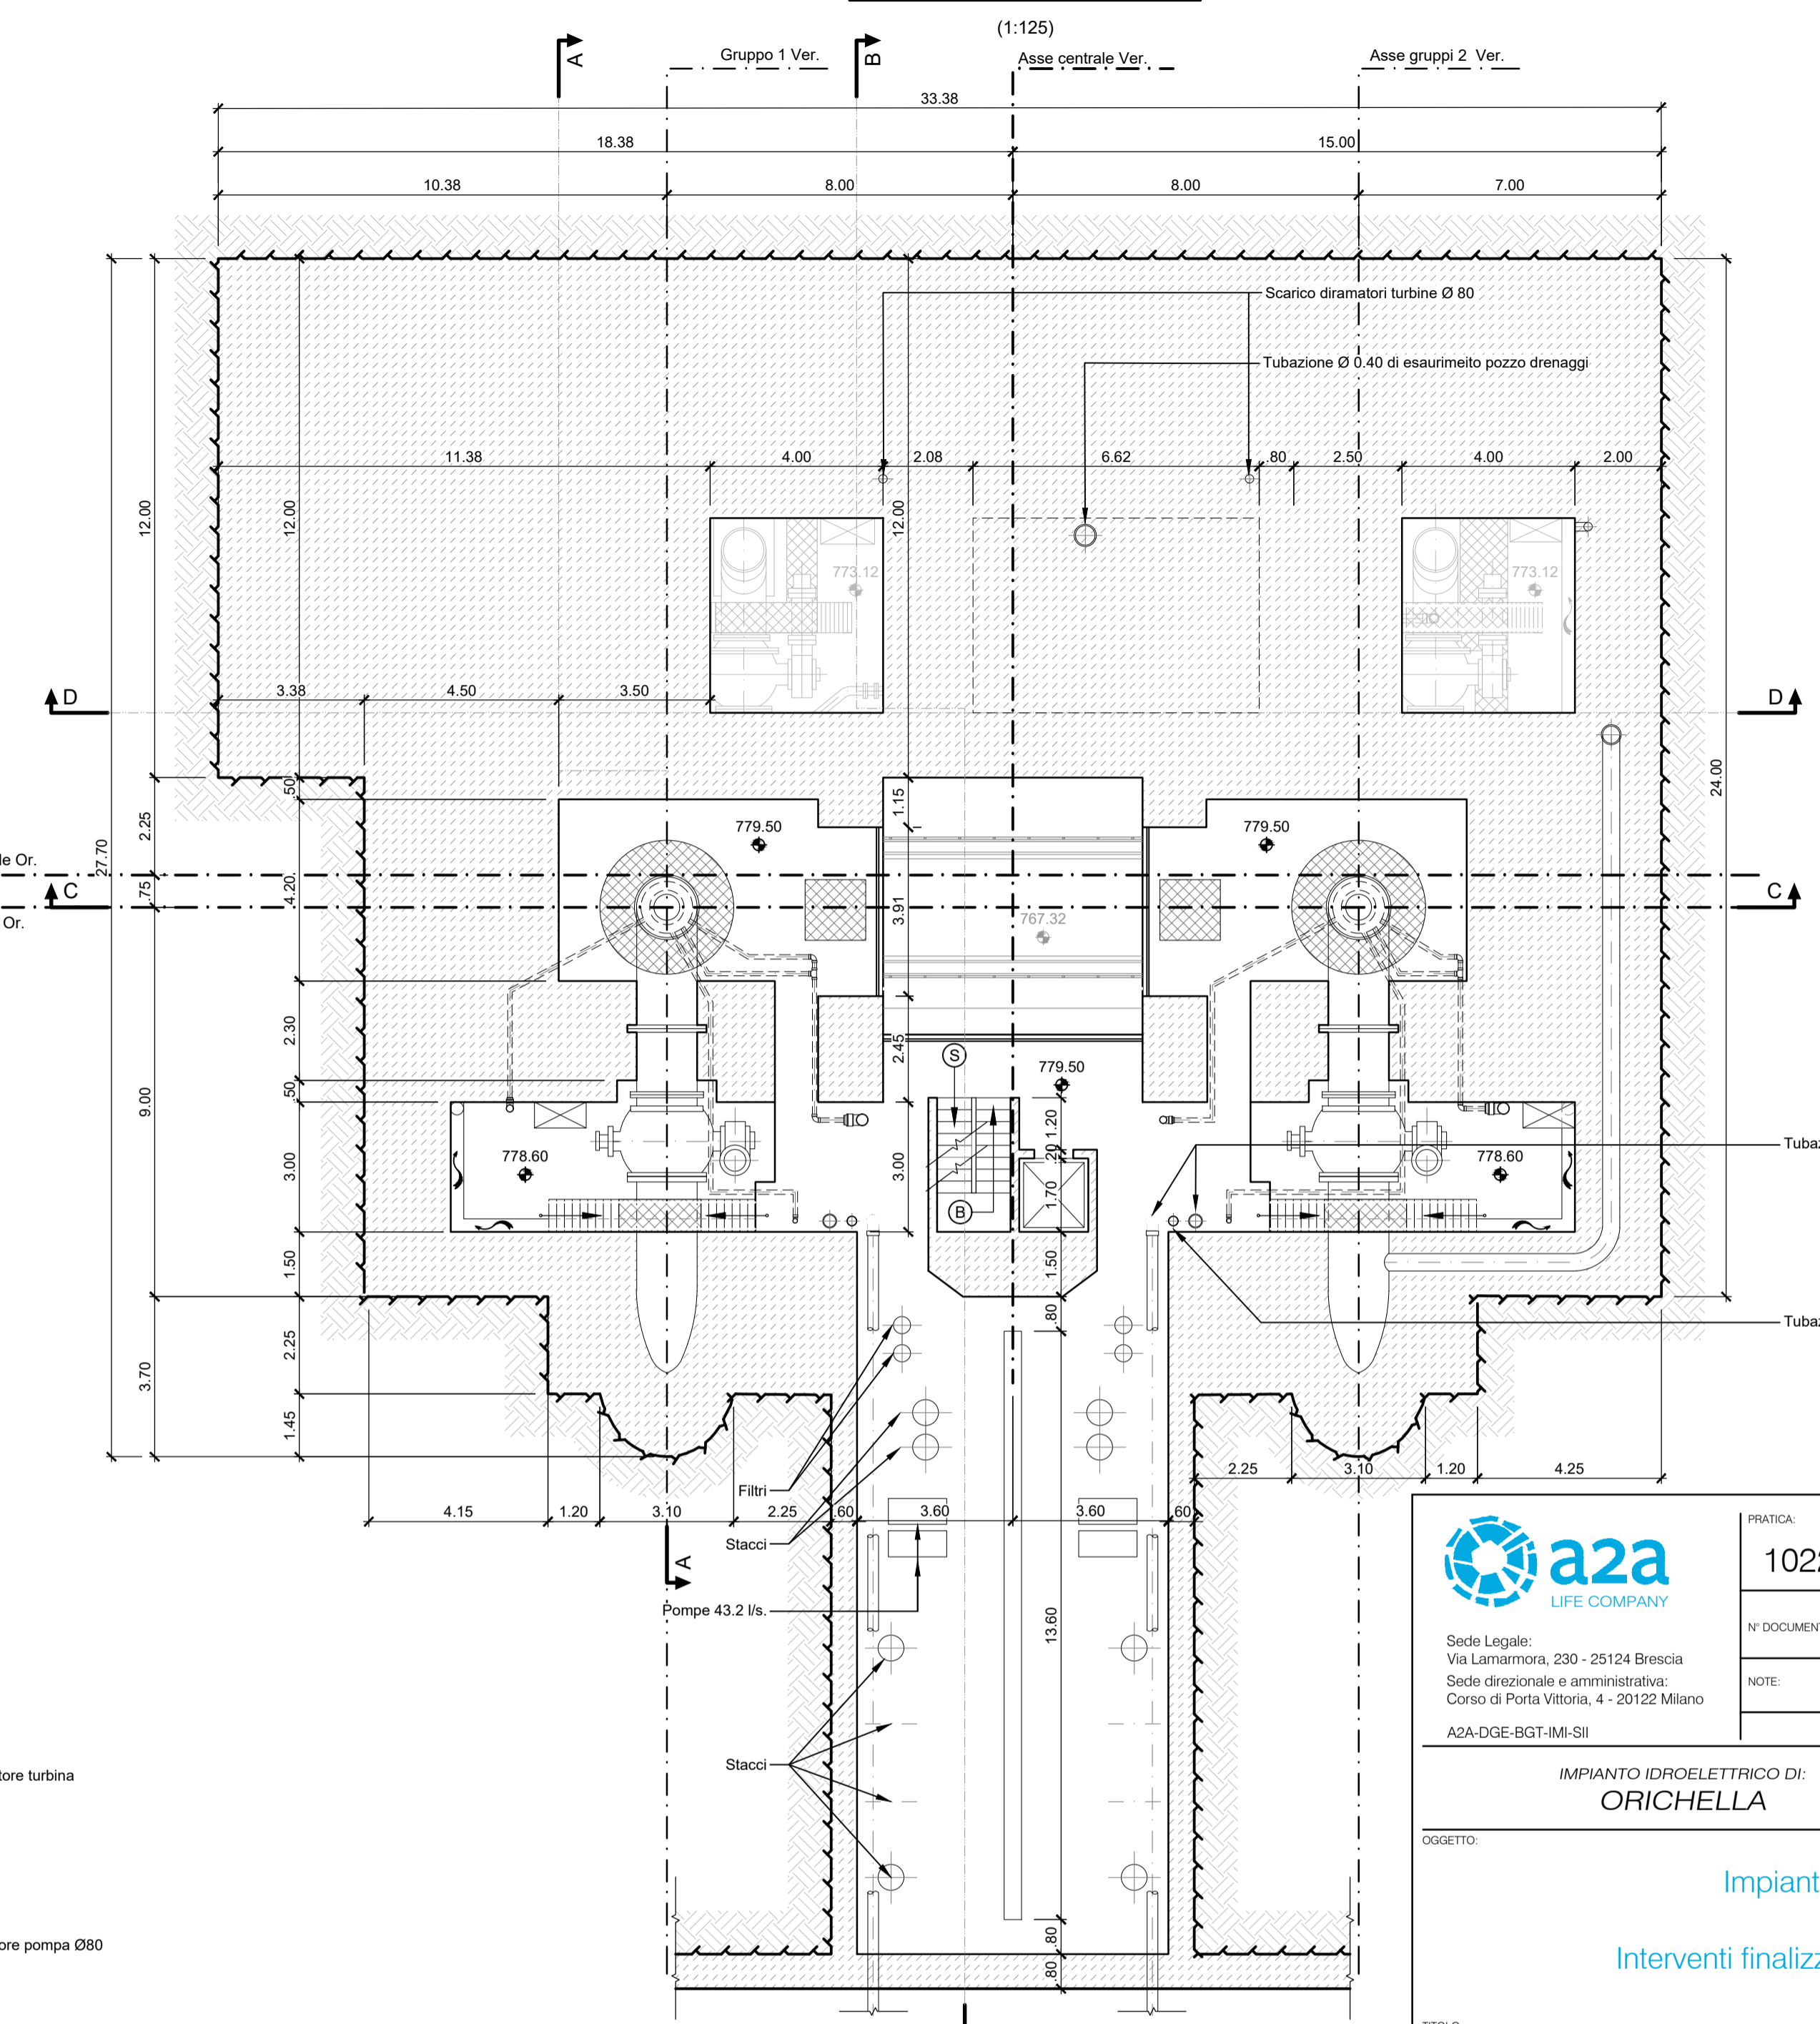 (1:125)
A
Gruppo 1 Ver.
B
Asse centrale Ver.
Asse gruppi 2 Ver.
33.38
18.38
15.00
10.38
8.00
8.00
7.00
Scarico diramatori turbine Ø 80
Tubazione Ø 0.40 di esaurimeito pozzo drenaggi
11.38
4.00
2.08
6.62
.80
2.50
4.00
2.00
12.00
12.00
12.00
773.12
773.12
3.38
4.50
3.50
D
D
24.00
.50
1.15
2.25
779.50
779.50
le Or.
27.70
C
.75
4.20
3.91
C
Or.
767.32
2.30
2.45
S
779.50
9.00
.50
1.20
3.00
778.60
3.00
.20
778.60
Tuba
1.70
B
1.50
1.50
.80
Tuba
2.25
3.70
1.45
Filtri
2.25
3.10
1.20
4.25
4.15
1.20
3.10
2.25
.60
3.60
3.60
.60
Stacci
A
Pompe 43.2 l/s.
13.60
Stacci
tore turbina
ore pompa Ø80
.80
.80
a2a
LIFE COMPANY
PRATICA:
102
Sede Legale:
Via Lamarmora, 230 - 25124 Brescia
Sede direzionale e amministrativa:
Corso di Porta Vittoria, 4 - 20122 Milano
A2A-DGE-BGT-IMI-SII
N° DOCUMEN
NOTE:
IMPIANTO IDROELETTRICO DI:
ORICHELLA
OGGETTO:
Impiant
Interventi finalizz